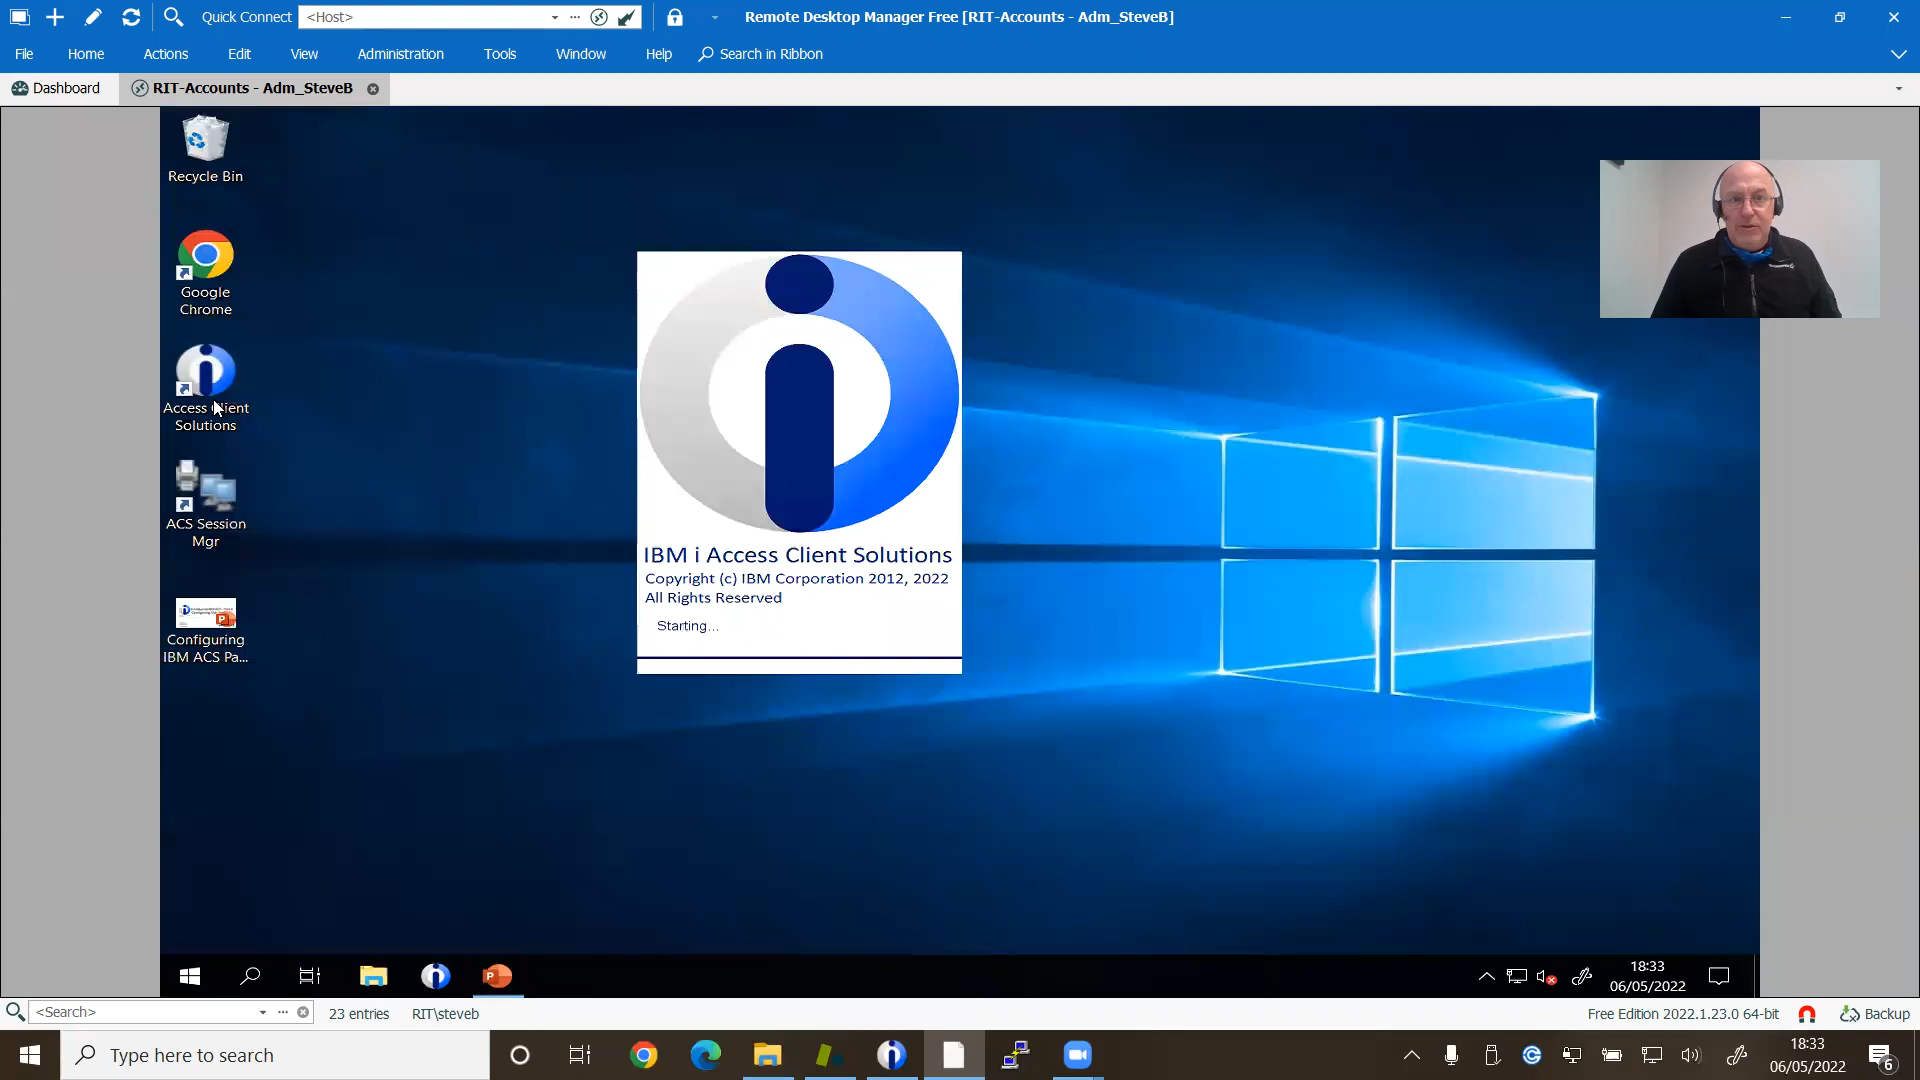 Quick Connect
<Host>
Remote Desktop Manager Free [RIT-Accounts - Adm_SteveB]
File
Home
Actions
Edit
View
Administration
Tools
Window
Help
Search in Ribbon
Dashboard
RIT-Accounts - Adm_SteveB
Recycle Bin
Google
Chrome
Access Client
Solutions
ACS Session
Mgr
Configuring
IBM ACS Pa...
IBM i Access Client Solutions
Copyright (c) IBM Corporation 2012, 2022
All Rights Reserved
Starting...
18:33
06/05/2022
<Search>
23 entries
RIT\steveb
Free Edition 2022.1.23.0 64-bit
Backup
Type here to search
18:33
06/05/2022
6